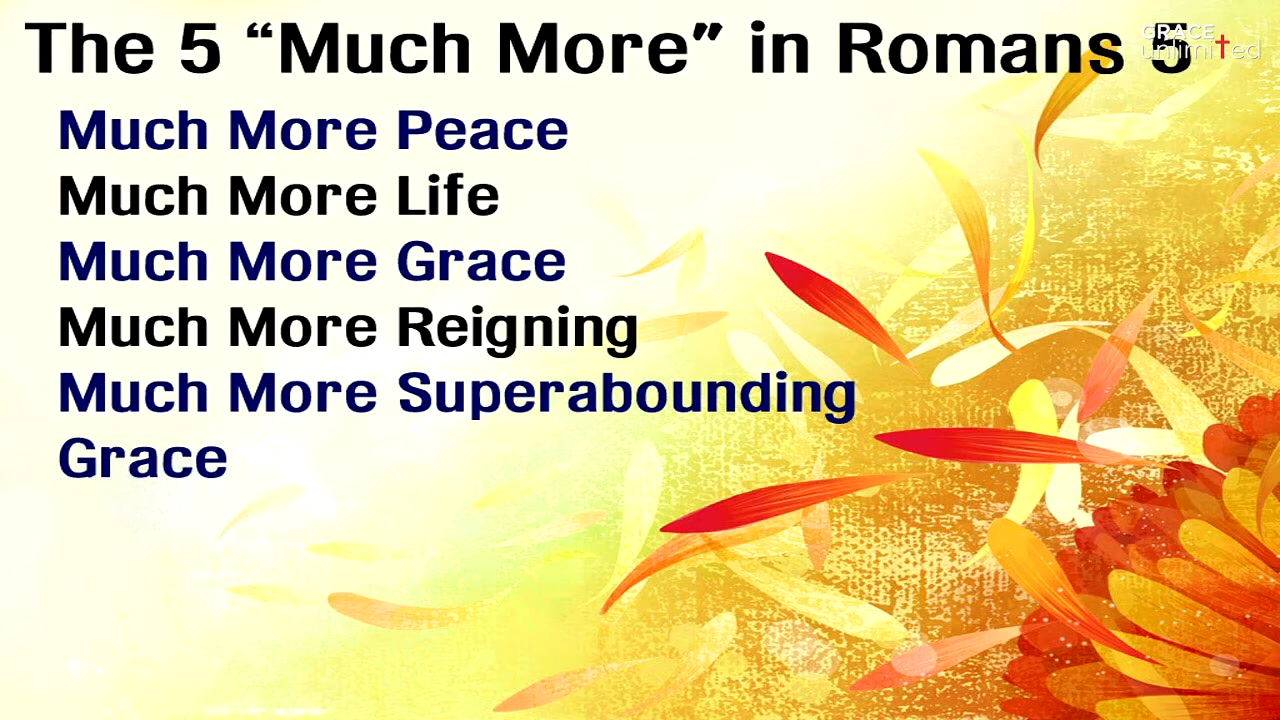 The 5 “Much More” in Romans 5
GRACE
unlimited
Much More Peace
Much More Life
Much More Grace
Much More Reigning
Much More Superabounding
Grace